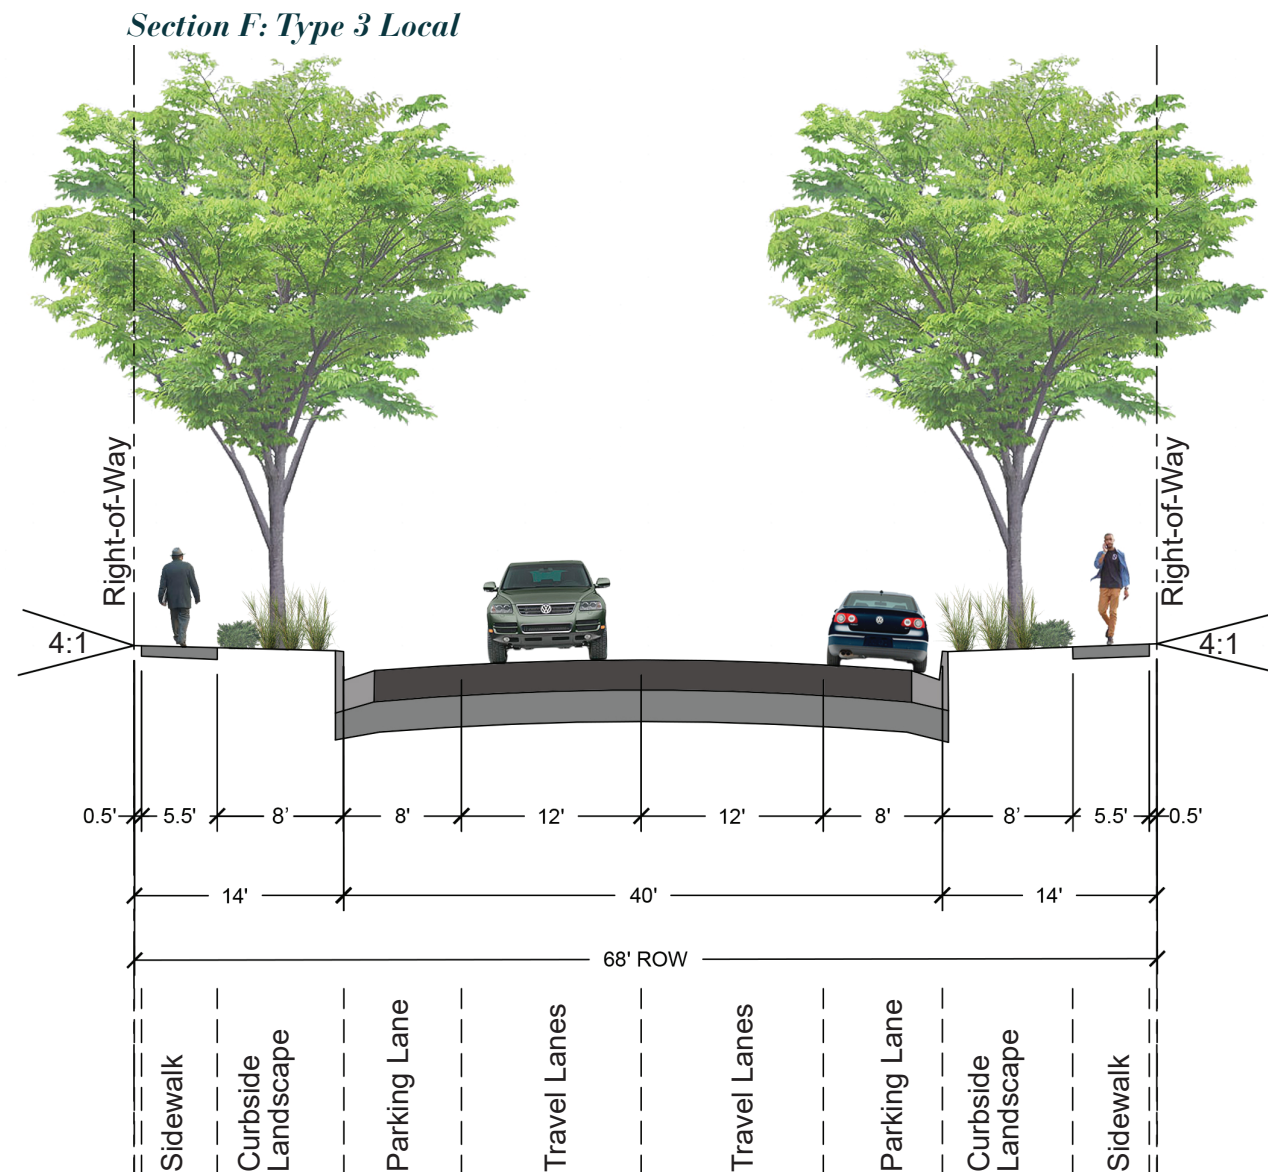 Section F: Type 3 Local
Right-of-Way
Right-of-Way
4:1
4:1
0.5'
5.5'
8'
8'
12'
12'
8'
8'
5.5'
0.5'
14'
40'
14'
68' ROW
Sidewalk
Curbside
Landscape
Parking Lane
Travel Lanes
Travel Lanes
Parking Lane
Curbside
Landscape
Sidewalk